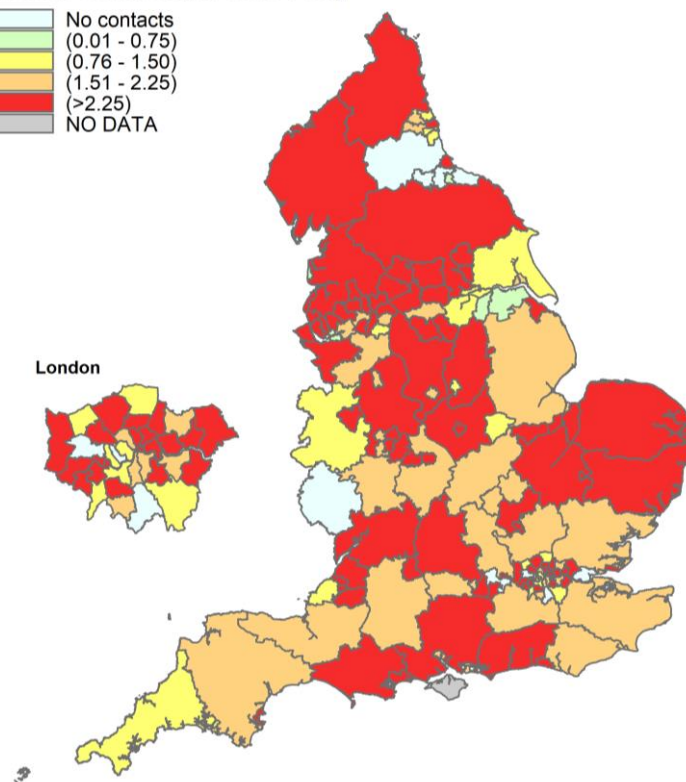 No contacts
(0.01 - 0.75)
(0.76 - 1.50)
(1.51 - 2.25)
(>2.25)
NO DATA
London